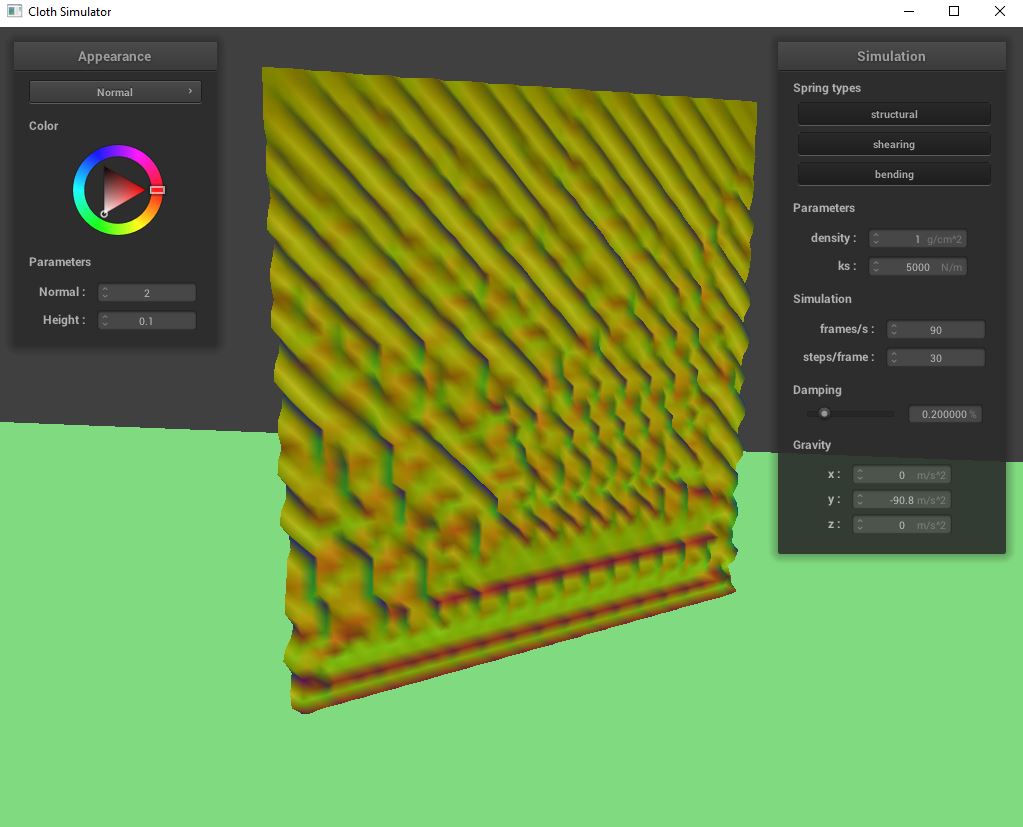 Cloth Simulator
Appearance
Normal
Color
Parameters
Normal : 2
Height : 0.1
Simulation
Spring types
structural
shearing
bending
Parameters
density : 1 g/cm^2
ks : 5000 N/m
Simulation
frames/s : 90
steps/frame : 30
Damping
0.200000 %
Gravity
x : 0 m/s^2
y : -90.8 m/s^2
z : 0 m/s^2